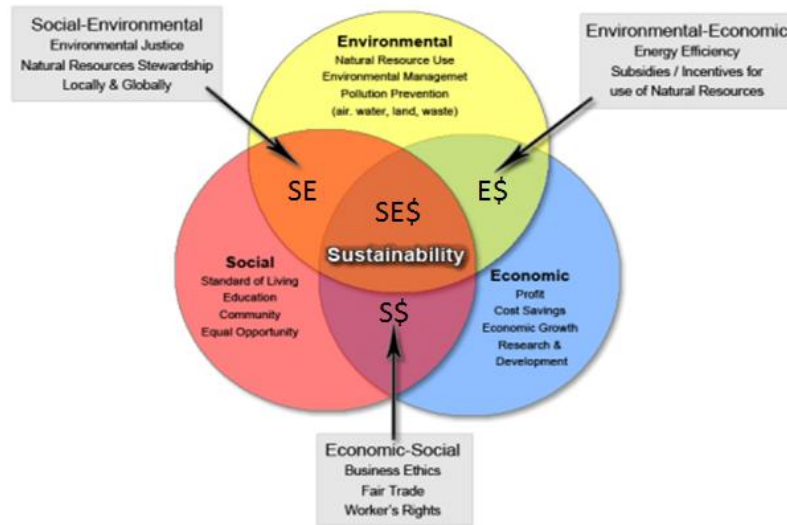 Social-Environmental
Environmental Justice
Natural Resources Stewardship
Locally & Globally
Environmental
Natural Resource Use
Environmental Managemet
Pollution Prevention
(air. water, land, waste)
Environmental-Economic
Energy Efficiency
Subsidies / Incentives for
use of Natural Resources
SE
SE$
E$
Sustainability
Social
Standard of Living
Education
Community
Equal Opportunity
Economic
Profit
Cost Savings
Economic Growth
Research &
Development
S$
Economic-Social
Business Ethics
Fair Trade
Worker's Rights